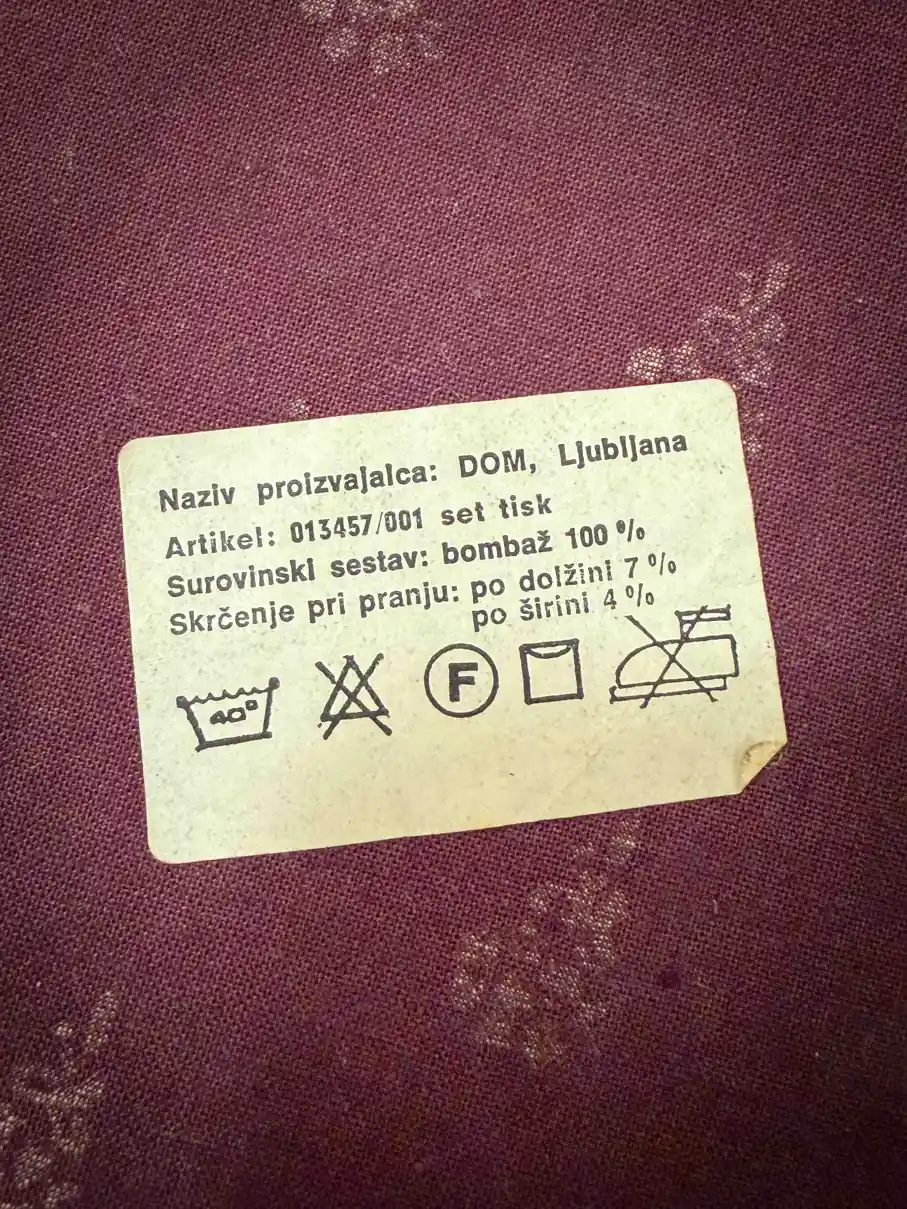 Naziv proizvajalca: DOM, Ljubljana
Artikel: 013457/001 set tisk
Surovinski sestav: bombaž 100 %
Skrčenje pri pranju: po dolžini 7 %
po širini 4 %
40° F